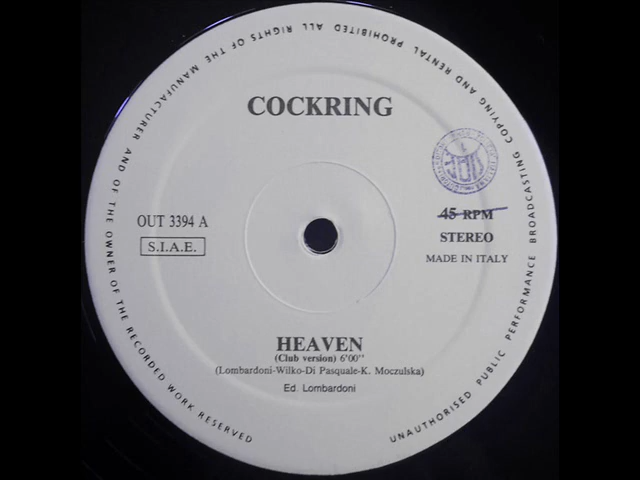 UNAUTHORISED PUBLIC PERFORMANCE BROADCASTING COPYING AND RENTAL PROHIBITED ALL RIGHTS OF THE MANUFACTURER AND OF THE OWNER OF THE RECORDED WORK RESERVED
COCKRING
OUT 3394 A
S.I.A.E.
45 RPM
STEREO
MADE IN ITALY
HEAVEN
(Club version) 6'00''
(Lombardoni-Wilko-Di Pasquale-K. Moczulska)
Ed Lombardoni